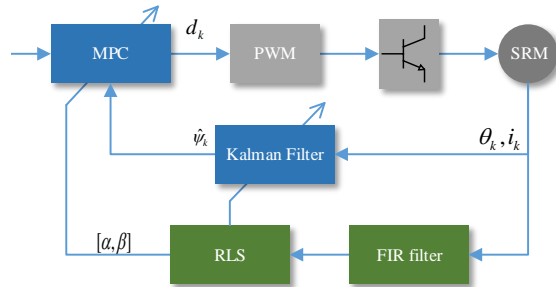 d_k
MPC
PWM
SRM
ψ̂_k
Kalman Filter
θ_k, i_k
[α, β]
RLS
FIR filter